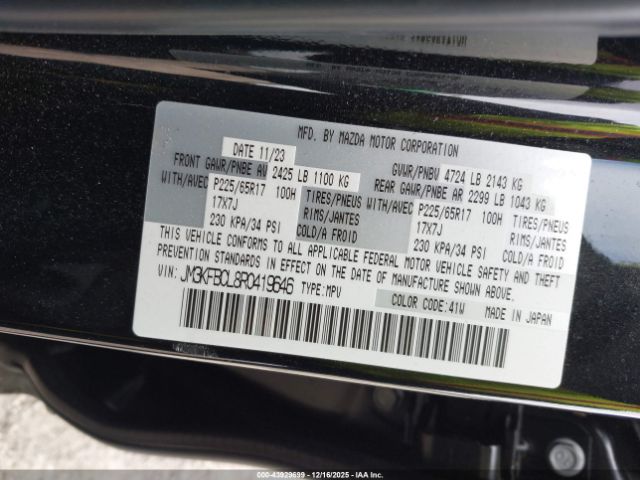 MFD. BY MAZDA MOTOR CORPORATION
DATE 11/23 GVWR/PNBV 4724 LB 2143 KG
FRONT GAWR/PNBE AV 2425 LB 1100 KG REAR GAWR/PNBE AR 2299 LB 1043 KG
WITH/AVEC P225/65R17 100H TIRES/PNEUS WITH/AVEC P225/65R17 100H TIRES/PNEUS
17X7J RIMS/JANTES 17X7J RIMS/JANTES
230 KPA/34 PSI COLD/A FROID 230 KPA/34 PSI COLD/A FROID
THIS VEHICLE CONFORMS TO ALL APPLICABLE FEDERAL MOTOR VEHICLE SAFETY AND THEFT
PREVENTION STANDARDS IN EFFECT ON THE DATE OF MANUFACTURE SHOWN ABOVE.
VIN: JM3KFBCL8R0419646 TYPE:MPV COLOR CODE:41W MADE IN JAPAN
00-43929699 - 12/16/2025 - IAA Inc.